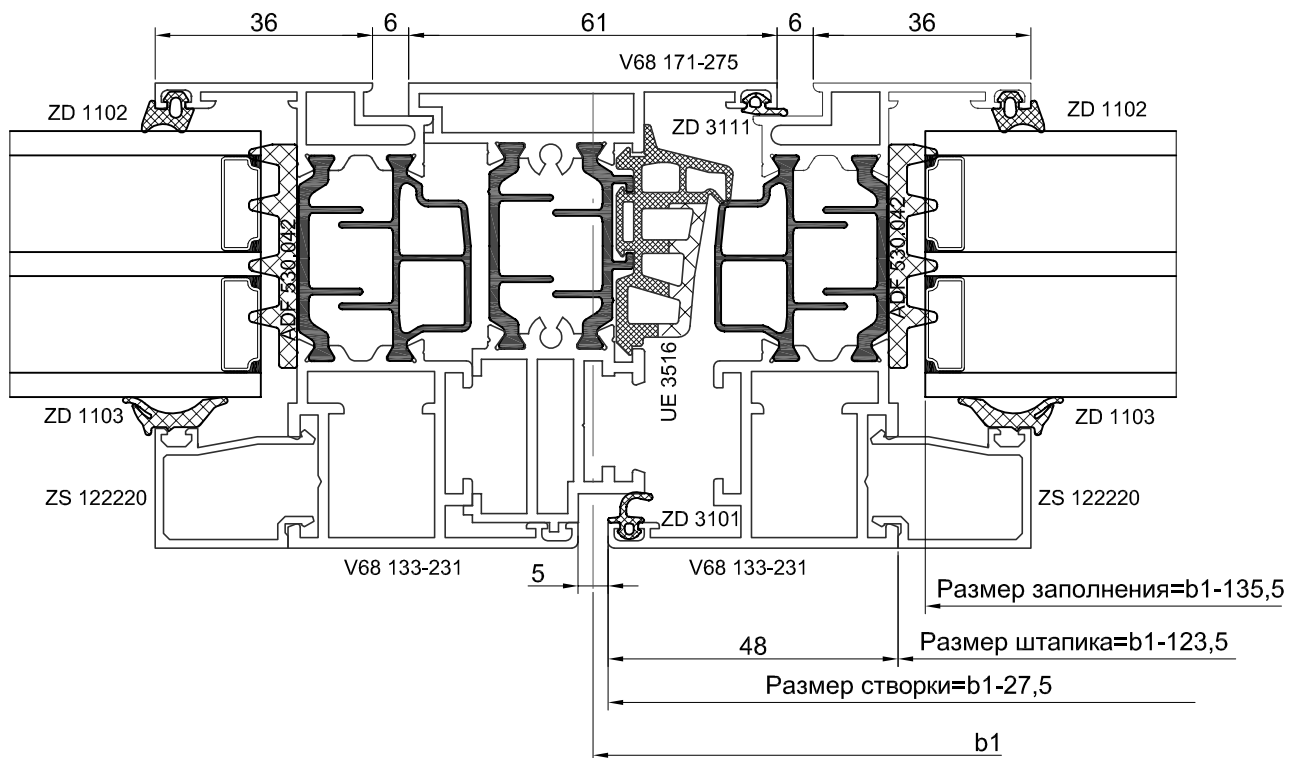 36 6 61 6 36
V68 171-275
ZD 1102
ZD 3111
ZD 1102
ADF 530.042
ADF 530.042
UE 3516
ZD 1103
ZD 1103
ZS 122220
ZS 122220
ZD 3101
V68 133-231
V68 133-231
5
Размер заполнения=b1-135,5
48
Размер штапика=b1-123,5
Размер створки=b1-27,5
b1